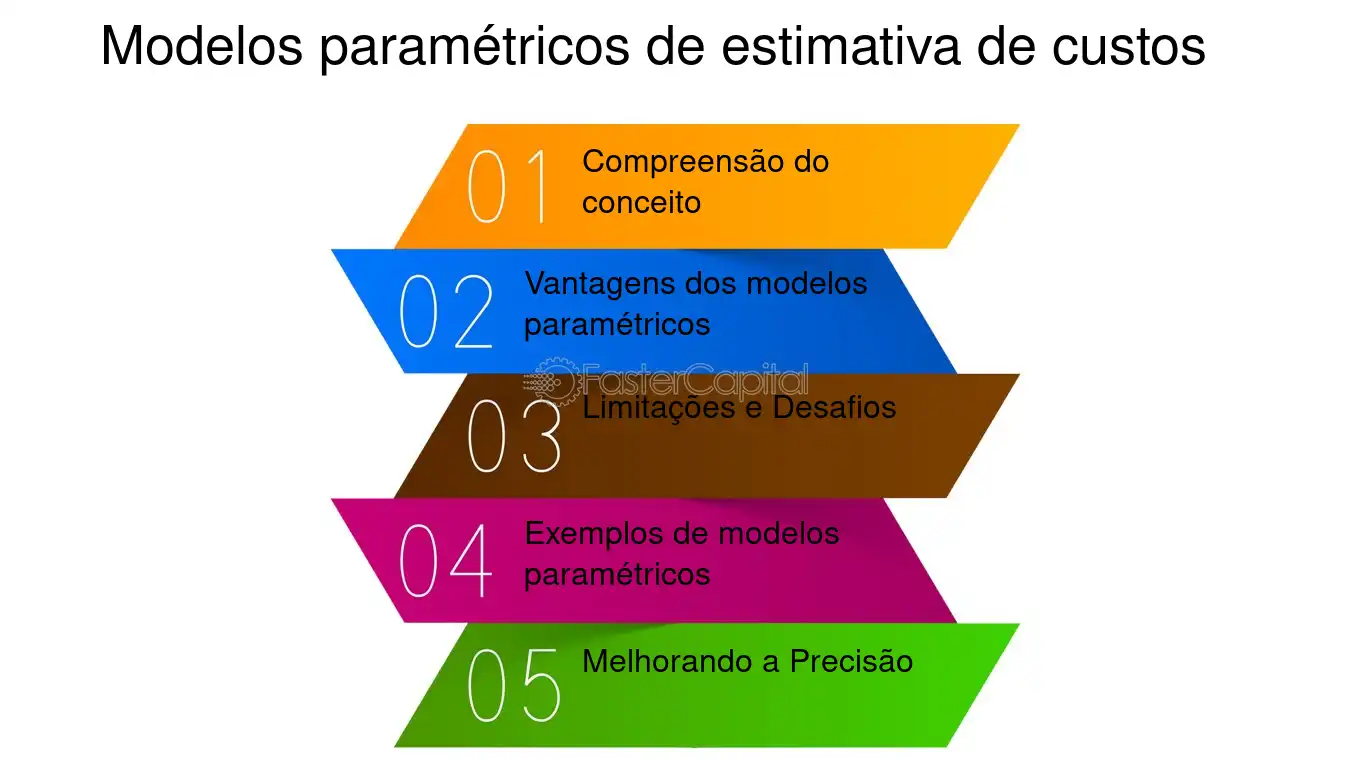 Modelos paramétricos de estimativa de custos
01
Compreensão do
conceito
02
Vantagens dos modelos
paramétricos
FasterCapital
03
Limitações e Desafios
04
Exemplos de modelos
paramétricos
05
Melhorando a Precisão